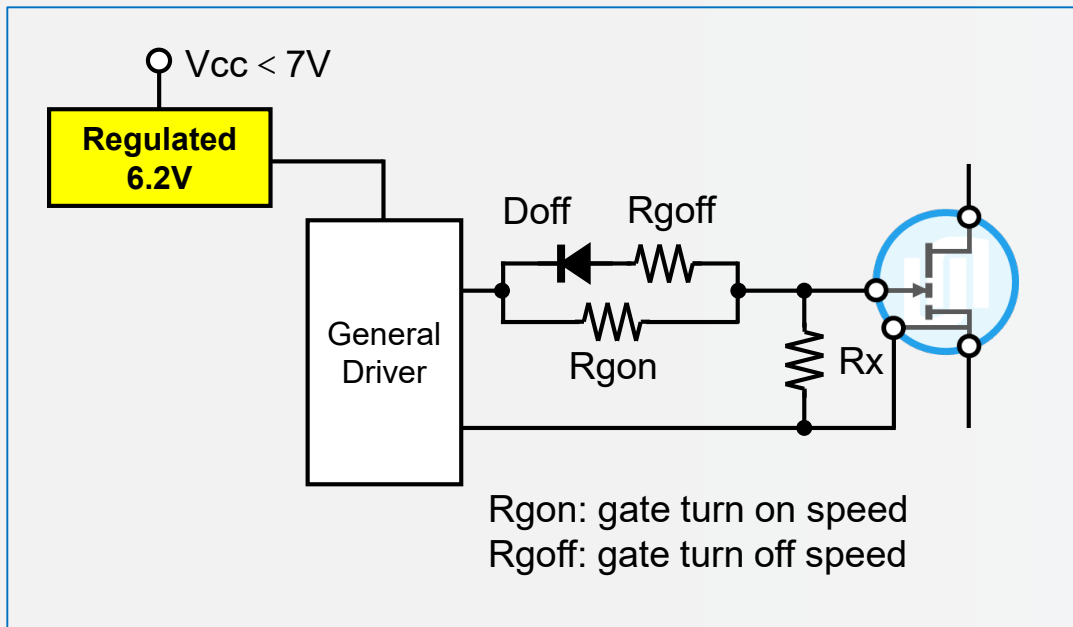 Vcc < 7V
Regulated
6.2V
Doff
Rgoff
General
Driver
Rgon
Rx
Rgon: gate turn on speed
Rgoff: gate turn off speed